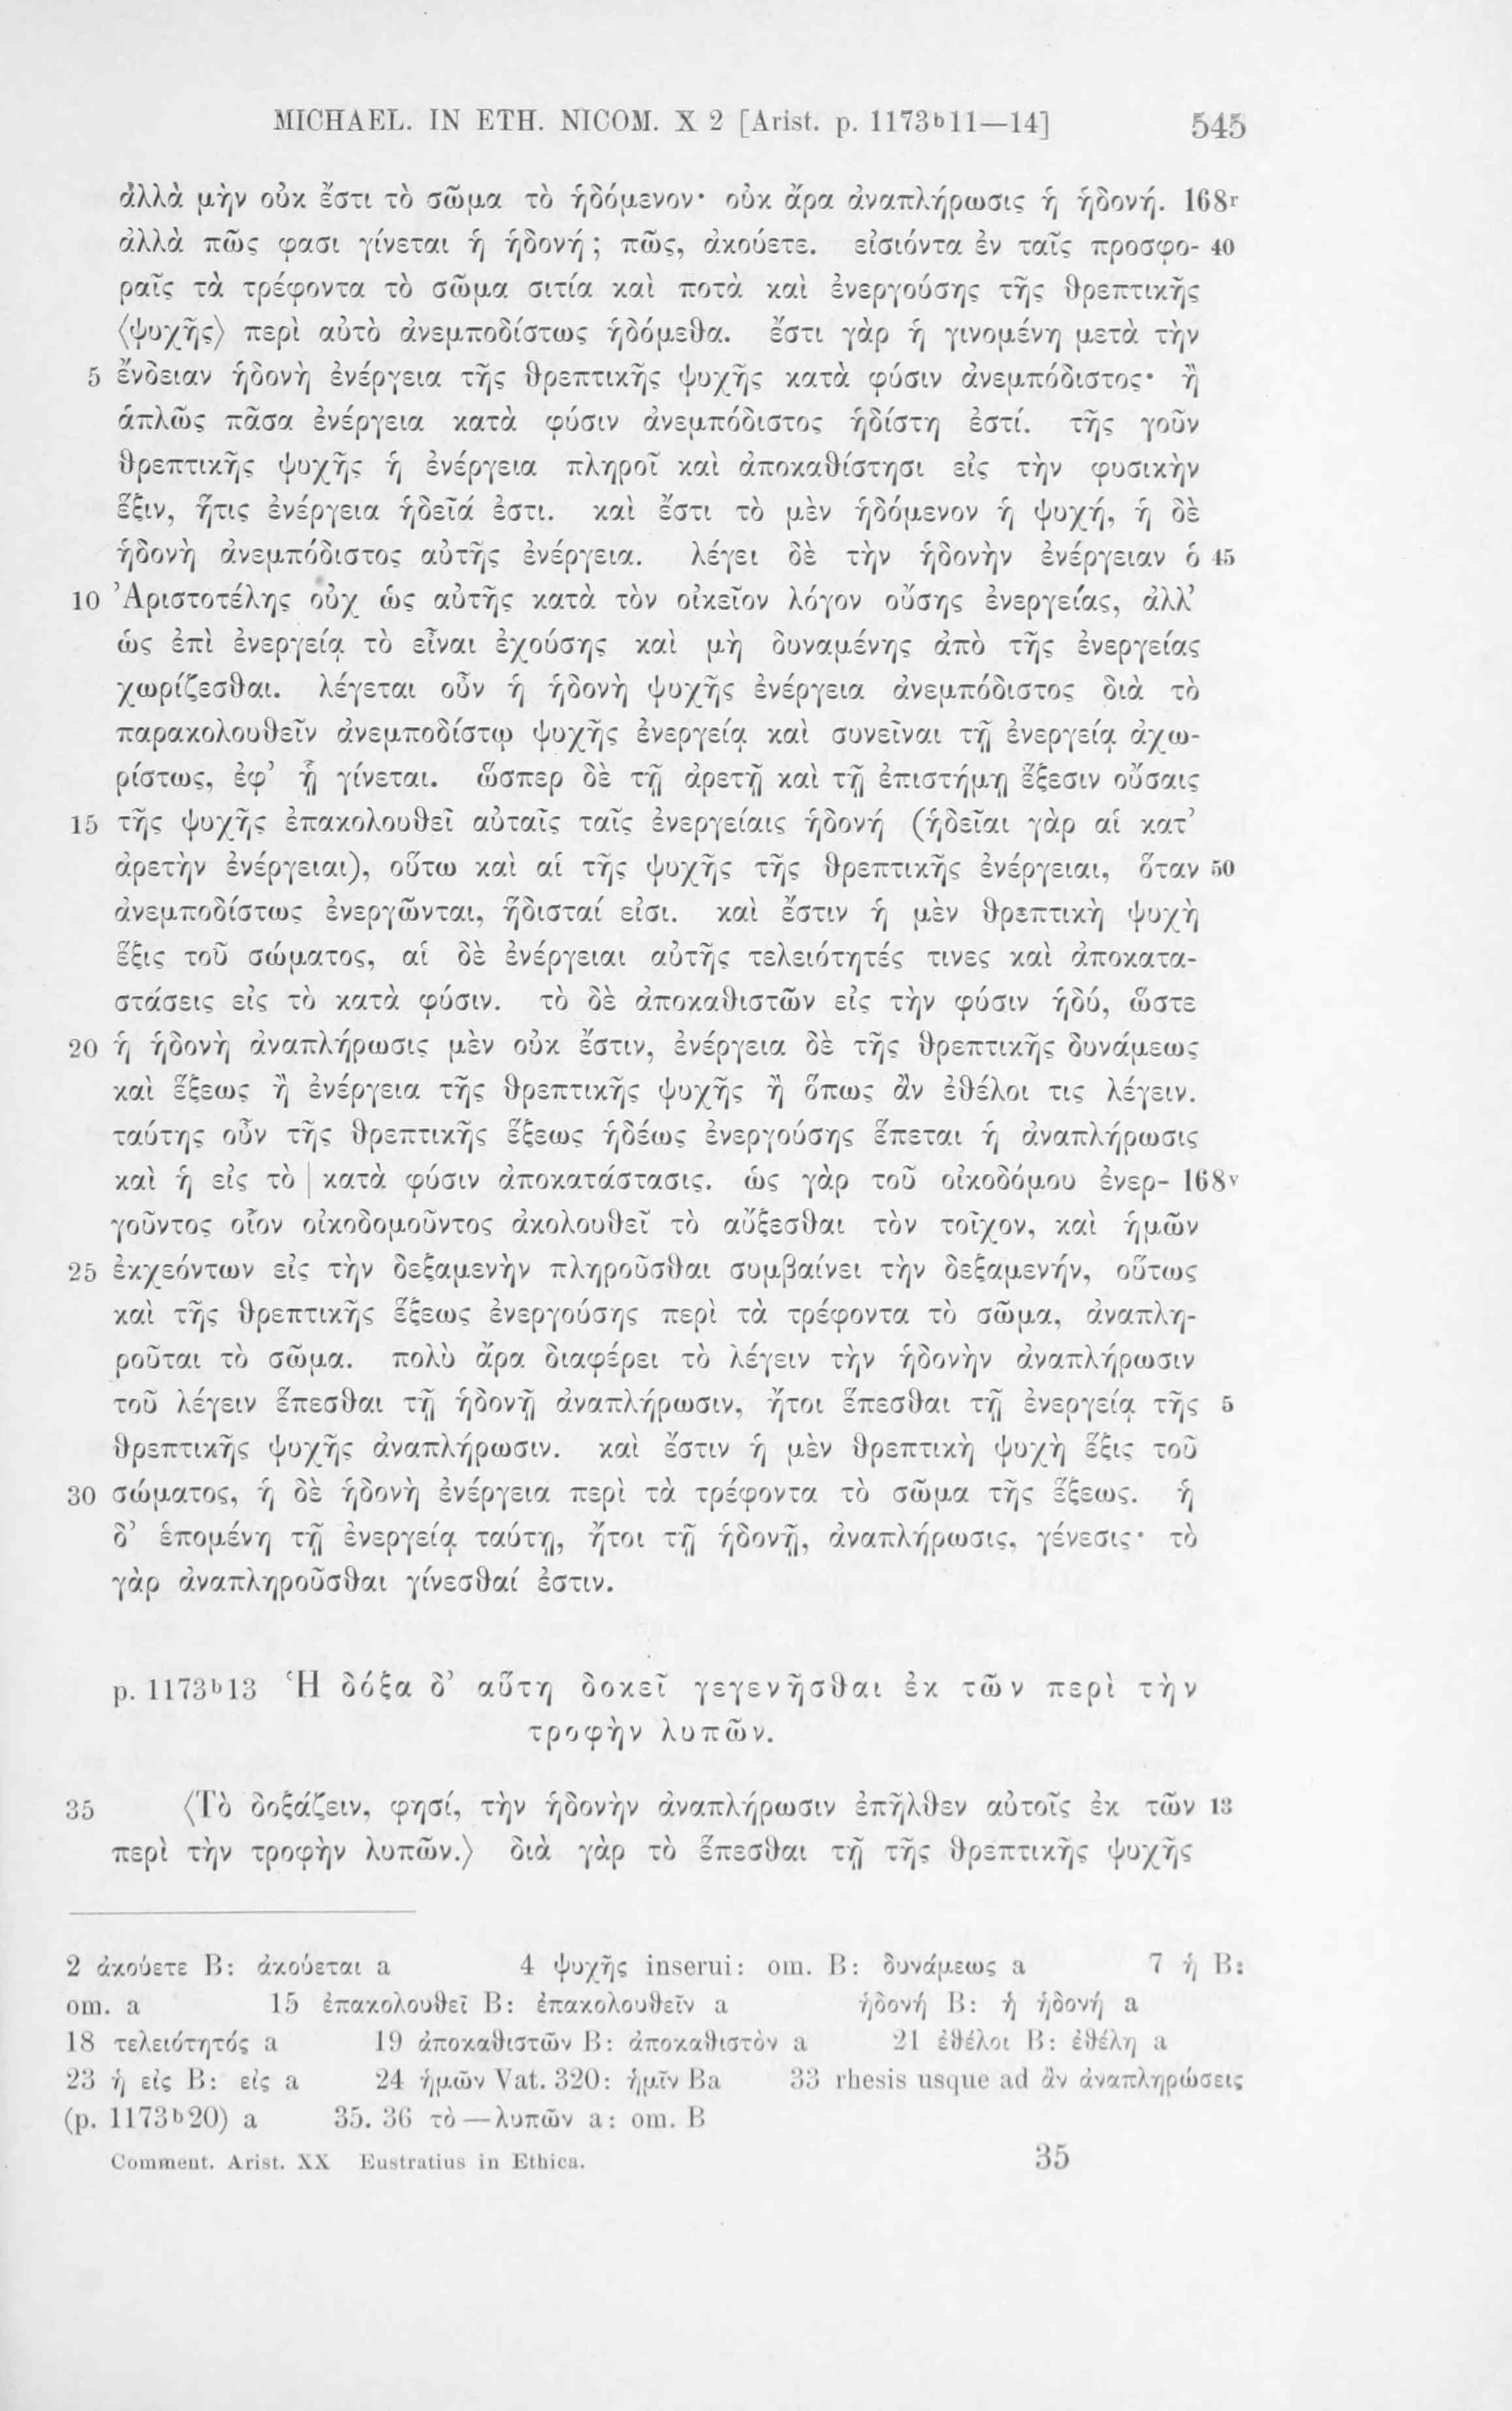 MICHAEL. IN ETH. NICOM. X 2 [Arist. p. 1173ᵇ11—14] 545
ἀλλὰ μὴν οὐκ ἔστι τὸ σῶμα τὸ ἡδόμενον· οὐκ ἄρα ἀναπλήρωσις ἡ ἡδονή. 168ʳ
ἀλλὰ πῶς φασι γίνεται ἡ ἡδονή; πῶς, ἀκούετε. εἰσιόντα ἐν ταῖς προσφο- 40
ραῖς τὰ τρέφοντα τὸ σῶμα σιτία καὶ ποτὰ καὶ ἐνεργούσης τῆς θρεπτικῆς
⟨ψυχῆς⟩ περὶ αὐτὸ ἀνεμποδίστως ἡδόμεθα. ἔστι γὰρ ἡ γινομένη μετὰ τὴν
5 ἔνδειαν ἡδονὴ ἐνέργεια τῆς θρεπτικῆς ψυχῆς κατὰ φύσιν ἀνεμπόδιστος· ἢ
ἁπλῶς πᾶσα ἐνέργεια κατὰ φύσιν ἀνεμπόδιστος ἡδίστη ἐστί. τῆς γοῦν
θρεπτικῆς ψυχῆς ἡ ἐνέργεια πληροῖ καὶ ἀποκαθίστησι εἰς τὴν φυσικὴν
ἕξιν, ἥτις ἐνέργεια ἡδεῖά ἐστι. καὶ ἔστι τὸ μὲν ἡδόμενον ἡ ψυχή, ἡ δὲ
ἡδονὴ ἀνεμπόδιστος αὐτῆς ἐνέργεια. λέγει δὲ τὴν ἡδονὴν ἐνέργειαν ὁ 45
10 Ἀριστοτέλης οὐχ ὡς αὐτῆς κατὰ τὸν οἰκεῖον λόγον οὔσης ἐνεργείας, ἀλλ’
ὡς ἐπὶ ἐνεργείᾳ τὸ εἶναι ἐχούσης καὶ μὴ δυναμένης ἀπὸ τῆς ἐνεργείας
χωρίζεσθαι. λέγεται οὖν ἡ ἡδονὴ ψυχῆς ἐνέργεια ἀνεμπόδιστος διὰ τὸ
παρακολουθεῖν ἀνεμποδίστῳ ψυχῆς ἐνεργείᾳ καὶ συνεῖναι τῇ ἐνεργείᾳ ἀχω-
ρίστως, ἐφ’ ᾗ γίνεται. ὥσπερ δὲ τῇ ἀρετῇ καὶ τῇ ἐπιστήμῃ ἕξεσιν οὔσαις
15 τῆς ψυχῆς ἐπακολουθεῖ αὐταῖς ταῖς ἐνεργείαις ἡδονή (ἡδεῖαι γὰρ αἱ κατ’
ἀρετὴν ἐνέργειαι), οὕτω καὶ αἱ τῆς ψυχῆς τῆς θρεπτικῆς ἐνέργειαι, ὅταν 50
ἀνεμποδίστως ἐνεργῶνται, ἥδισταί εἰσι. καὶ ἔστιν ἡ μὲν θρεπτικὴ ψυχὴ
ἕξις τοῦ σώματος, αἱ δὲ ἐνέργειαι αὐτῆς τελειότητές τινες καὶ ἀποκατα-
στάσεις εἰς τὸ κατὰ φύσιν. τὸ δὲ ἀποκαθιστῶν εἰς τὴν φύσιν ἡδύ, ὥστε
20 ἡ ἡδονὴ ἀναπλήρωσις μὲν οὐκ ἔστιν, ἐνέργεια δὲ τῆς θρεπτικῆς δυνάμεως
καὶ ἕξεως ἢ ἐνέργεια τῆς θρεπτικῆς ψυχῆς ἢ ὅπως ἂν ἐθέλοι τις λέγειν.
ταύτης οὖν τῆς θρεπτικῆς ἕξεως ἡδέως ἐνεργούσης ἕπεται ἡ ἀναπλήρωσις
καὶ ἡ εἰς τὸ | κατὰ φύσιν ἀποκατάστασις. ὡς γὰρ τοῦ οἰκοδόμου ἐνερ- 168ᵛ
γοῦντος οἷον οἰκοδομοῦντος ἀκολουθεῖ τὸ αὔξεσθαι τὸν τοῖχον, καὶ ἡμῶν
25 ἐκχεόντων εἰς τὴν δεξαμενὴν πληροῦσθαι συμβαίνει τὴν δεξαμενήν, οὕτως
καὶ τῆς θρεπτικῆς ἕξεως ἐνεργούσης περὶ τὰ τρέφοντα τὸ σῶμα, ἀναπλη-
ροῦται τὸ σῶμα. πολὺ ἄρα διαφέρει τὸ λέγειν τὴν ἡδονὴν ἀναπλήρωσιν
τοῦ λέγειν ἕπεσθαι τῇ ἡδονῇ ἀναπλήρωσιν, ἤτοι ἕπεσθαι τῇ ἐνεργείᾳ τῆς 5
θρεπτικῆς ψυχῆς ἀναπλήρωσιν. καὶ ἔστιν ἡ μὲν θρεπτικὴ ψυχὴ ἕξις τοῦ
30 σώματος, ἡ δὲ ἡδονὴ ἐνέργεια περὶ τὰ τρέφοντα τὸ σῶμα τῆς ἕξεως. ἡ
δ’ ἑπομένη τῇ ἐνεργείᾳ ταύτῃ, ἤτοι τῇ ἡδονῇ, ἀναπλήρωσις, γένεσις· τὸ
γὰρ ἀναπληροῦσθαι γίνεσθαί ἐστιν.
p. 1173ᵇ13 Ἡ δόξα δ’ αὕτη δοκεῖ γεγενῆσθαι ἐκ τῶν περὶ τὴν
τροφὴν λυπῶν.
35 ⟨Τὸ δοξάζειν, φησί, τὴν ἡδονὴν ἀναπλήρωσιν ἐπῆλθεν αὐτοῖς ἐκ τῶν 13
περὶ τὴν τροφὴν λυπῶν.⟩ διὰ γὰρ τὸ ἕπεσθαι τῇ τῆς θρεπτικῆς ψυχῆς
2 ἀκούετε B: ἀκούεται a 4 ψυχῆς inserui: om. B: δυνάμεως a 7 ἡ B:
om. a 15 ἐπακολουθεῖ B: ἐπακολουθεῖν a ἡδονή B: ἡ ἡδονή a
18 τελειότητός a 19 ἀποκαθιστῶν B: ἀποκαθιστὸν a 21 ἐθέλοι B: ἐθέλη a
23 ἡ εἰς B: εἰς a 24 ἡμῶν Vat. 320: ἡμῖν Ba 33 rhesis usque ad ἂν ἀναπληρώσεις
(p. 1173ᵇ20) a 35. 36 τὸ—λυπῶν a: om. B
Comment. Arist. XX Eustratius in Ethica. 35